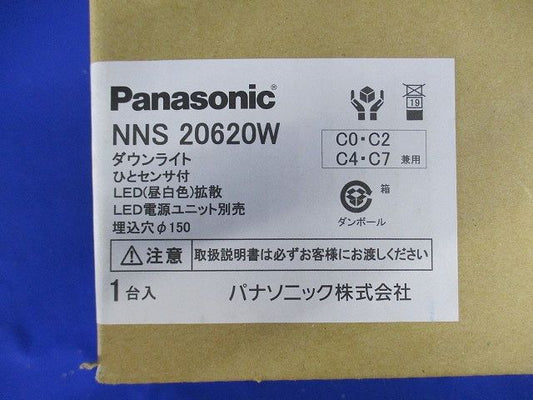 Panasonic®
NNS 20620W
ダウンライト
ひとセンサ付
LED(昼白色)拡散
LED電源ユニット別売
埋込穴φ150
19
C0・C2
C4・C7 兼用
箱
ダンボール
注意 取扱説明書は必ずお客様にお渡しください
1台入 パナソニック株式会社